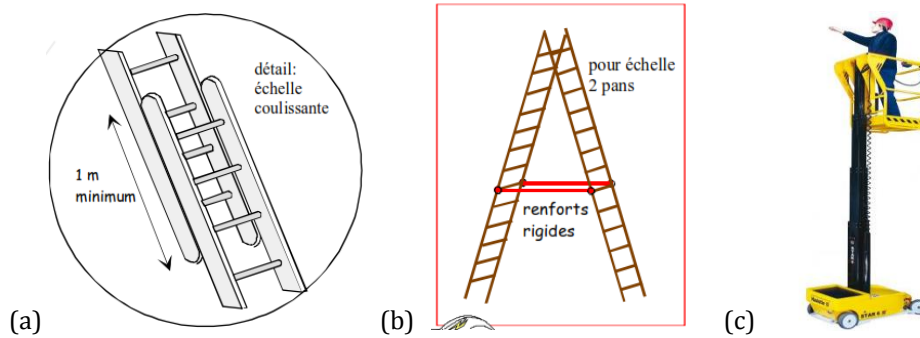 détail:
échelle
coulissante
1 m
minimum
(a)
pour échelle
2 pans
renforts
rigides
(b)
(c)